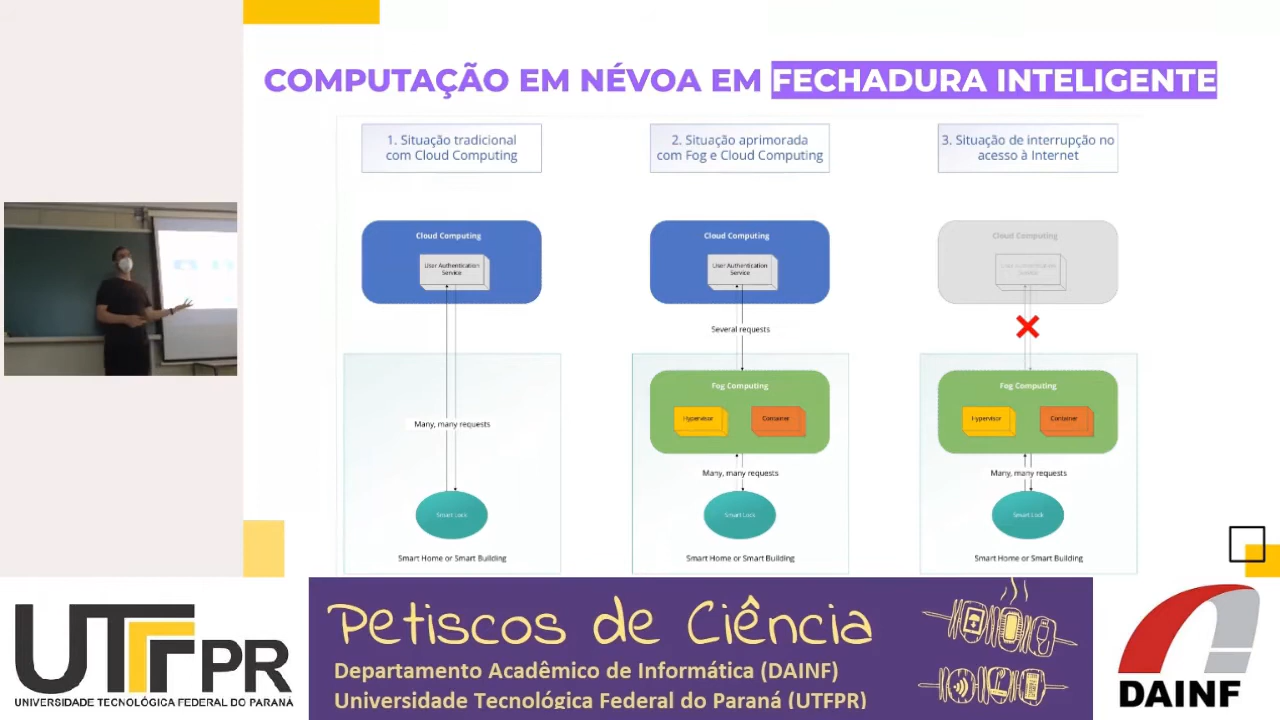 COMPUTAÇÃO EM NÉVOA EM FECHADURA INTELIGENTE
1. Situação tradicional
com Cloud Computing
Cloud Computing
User Authentication
Service
Many, many requests
Smart Lock
Smart Home or Smart Building
2. Situação aprimorada
com Fog e Cloud Computing
Cloud Computing
User Authentication
Service
Several requests
Fog Computing
Hypervisor
Container
Many, many requests
Smart Lock
Smart Home or Smart Building
3. Situação de interrupção no
acesso à Internet
Cloud Computing
User Authentication
Service
Fog Computing
Hypervisor
Container
Many, many requests
Smart Lock
Smart Home or Smart Building
UTFPR
UNIVERSIDADE TECNOLÓGICA FEDERAL DO PARANÁ
Petiscos de Ciência
Departamento Acadêmico de Informática (DAINF)
Universidade Tecnológica Federal do Paraná (UTFPR)
DAINF